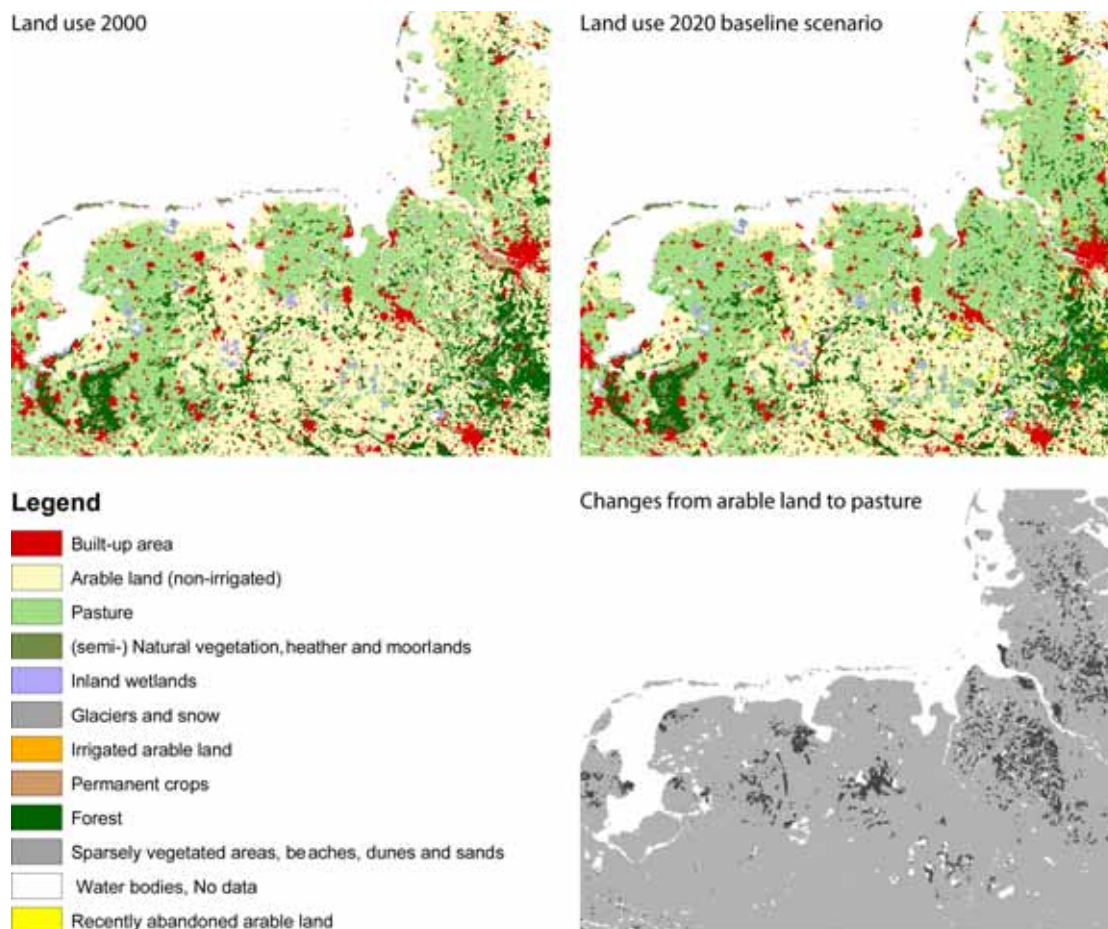 Land use 2000
Land use 2020 baseline scenario
Legend
Built-up area
Arable land (non-irrigated)
Pasture
(semi-) Natural vegetation, heather and moorlands
Inland wetlands
Glaciers and snow
Irrigated arable land
Permanent crops
Forest
Sparsely vegetated areas, beaches, dunes and sands
Water bodies, No data
Recently abandoned arable land
Changes from arable land to pasture